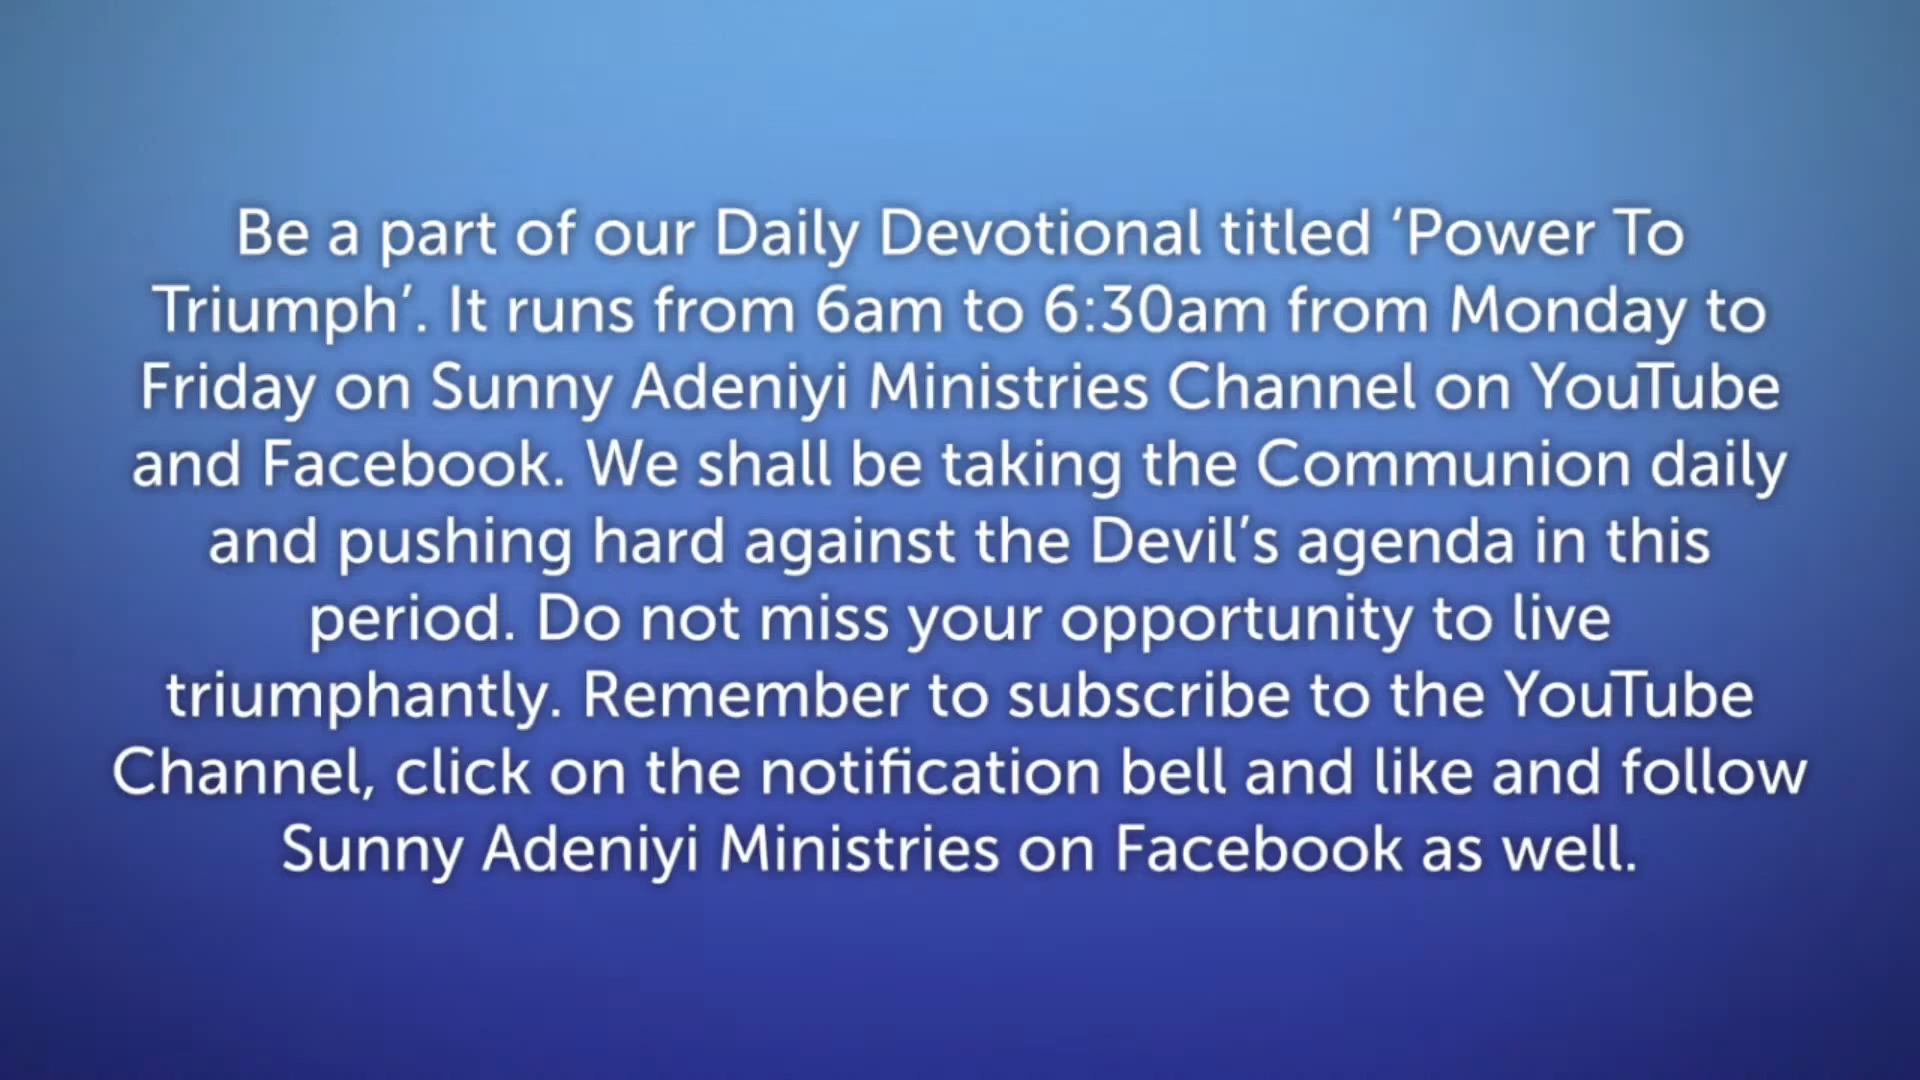 Be a part of our Daily Devotional titled ‘Power To
Triumph’. It runs from 6am to 6:30am from Monday to
Friday on Sunny Adeniyi Ministries Channel on YouTube
and Facebook. We shall be taking the Communion daily
and pushing hard against the Devil’s agenda in this
period. Do not miss your opportunity to live
triumphantly. Remember to subscribe to the YouTube
Channel, click on the notification bell and like and follow
Sunny Adeniyi Ministries on Facebook as well.